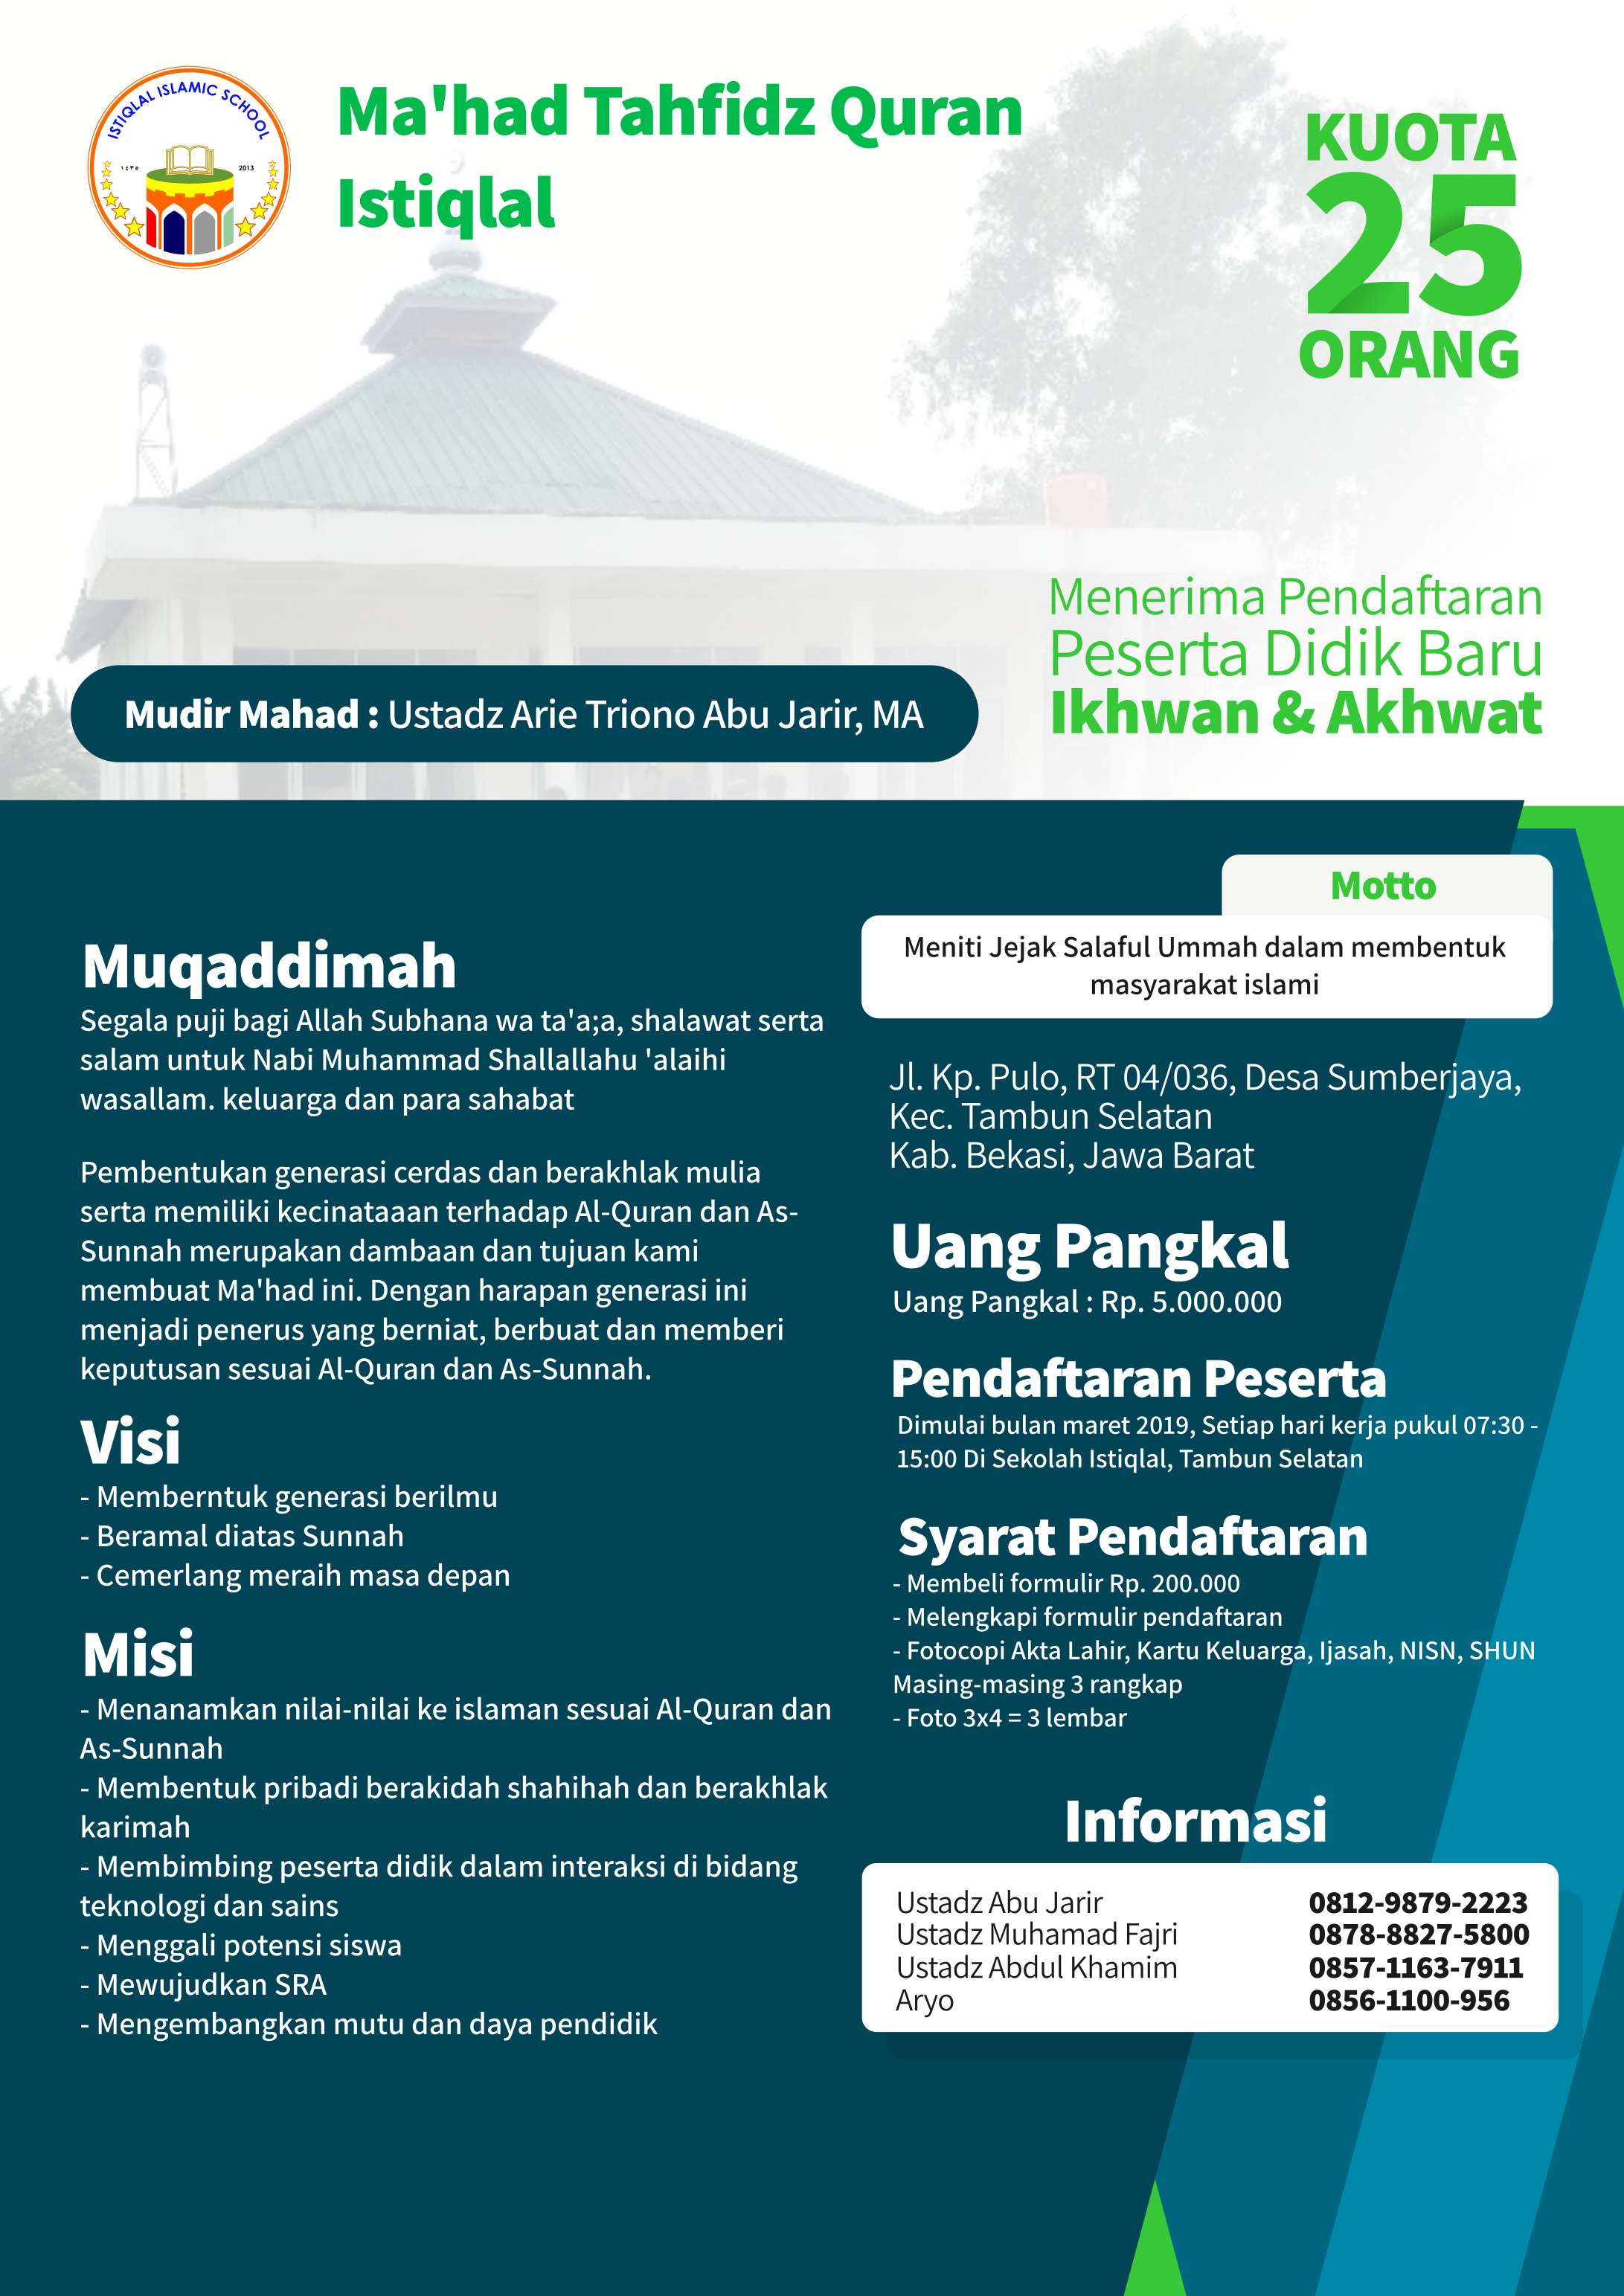 ISTIQLAL ISLAMIC SCHOOL
١٤٣٥ 2013
Ma'had Tahfidz Quran
Istiqlal
KUOTA
25
ORANG
Menerima Pendaftaran
Peserta Didik Baru
Ikhwan & Akhwat
Mudir Mahad : Ustadz Arie Triono Abu Jarir, MA
Muqaddimah
Segala puji bagi Allah Subhana wa ta'a;a, shalawat serta
salam untuk Nabi Muhammad Shallallahu 'alaihi
wasallam. keluarga dan para sahabat
Pembentukan generasi cerdas dan berakhlak mulia
serta memiliki kecinataaan terhadap Al-Quran dan As-
Sunnah merupakan dambaan dan tujuan kami
membuat Ma'had ini. Dengan harapan generasi ini
menjadi penerus yang berniat, berbuat dan memberi
keputusan sesuai Al-Quran dan As-Sunnah.
Visi
- Memberntuk generasi berilmu
- Beramal diatas Sunnah
- Cemerlang meraih masa depan
Misi
- Menanamkan nilai-nilai ke islaman sesuai Al-Quran dan
As-Sunnah
- Membentuk pribadi berakidah shahihah dan berakhlak
karimah
- Membimbing peserta didik dalam interaksi di bidang
teknologi dan sains
- Menggali potensi siswa
- Mewujudkan SRA
- Mengembangkan mutu dan daya pendidik
Motto
Meniti Jejak Salaful Ummah dalam membentuk
masyarakat islami
Jl. Kp. Pulo, RT 04/036, Desa Sumberjaya,
Kec. Tambun Selatan
Kab. Bekasi, Jawa Barat
Uang Pangkal
Uang Pangkal : Rp. 5.000.000
Pendaftaran Peserta
Dimulai bulan maret 2019, Setiap hari kerja pukul 07:30 -
15:00 Di Sekolah Istiqlal, Tambun Selatan
Syarat Pendaftaran
- Membeli formulir Rp. 200.000
- Melengkapi formulir pendaftaran
- Fotocopi Akta Lahir, Kartu Keluarga, Ijasah, NISN, SHUN
Masing-masing 3 rangkap
- Foto 3x4 = 3 lembar
Informasi
Ustadz Abu Jarir 0812-9879-2223
Ustadz Muhamad Fajri 0878-8827-5800
Ustadz Abdul Khamim 0857-1163-7911
Aryo 0856-1100-956